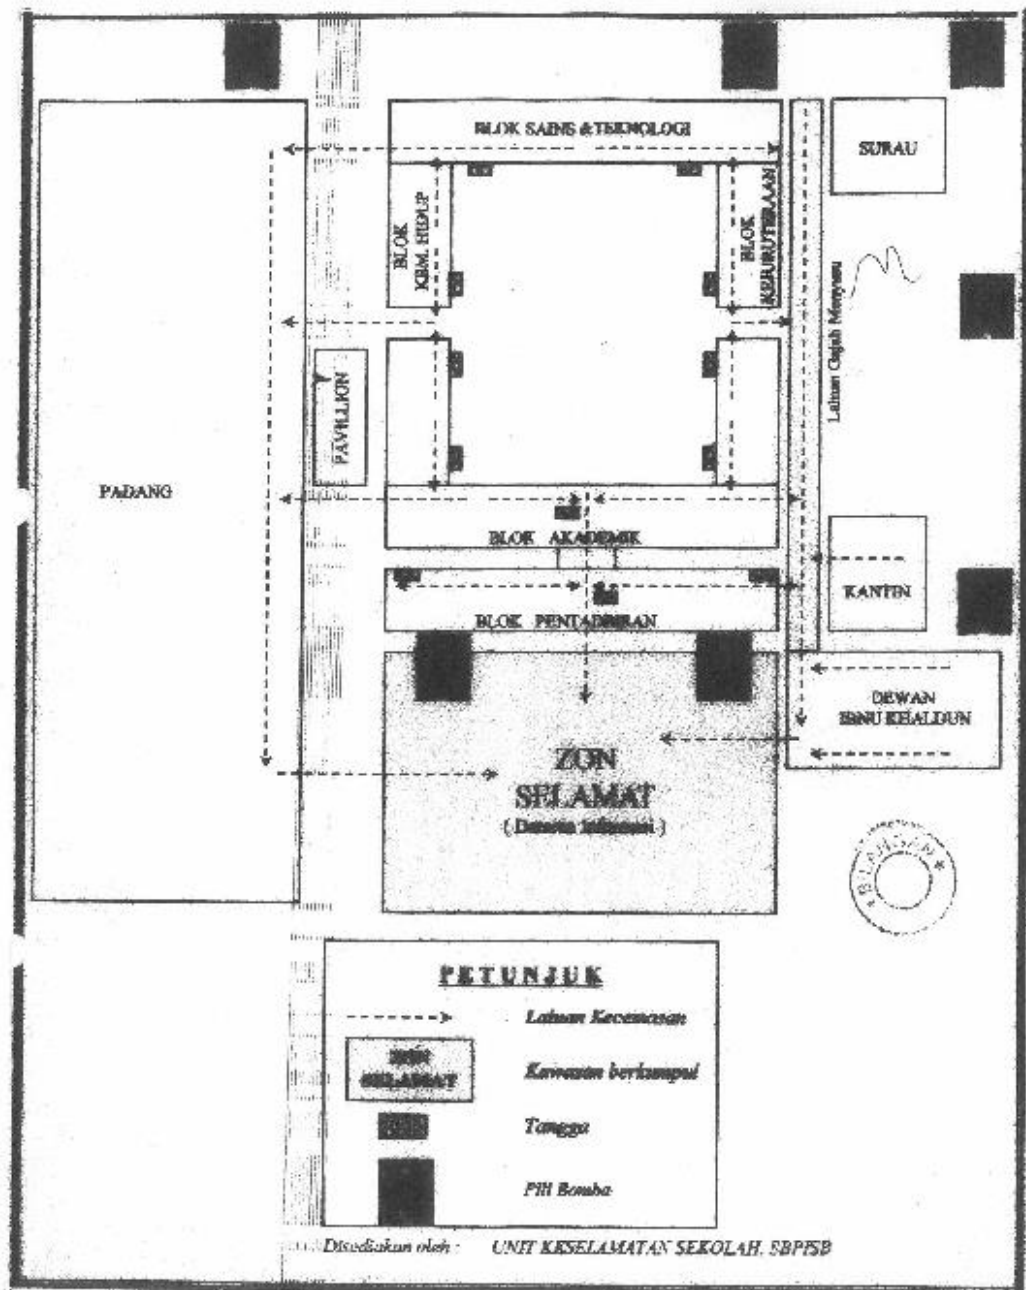 BLOK SAINS & TEKNOLOGI
SURAU
BLOK
KEM. HIDUP
BLOK
KEJURUTERAAN
Laluan Gajah Menyusu
PAVILLION
PADANG
BLOK AKADEMIK
KANTIN
BLOK PENTADBIRAN
DEWAN
IBNU KHALDUN
ZON
SELAMAT
* BILANGAN *
PETUNJUK
Laluan Kecemasan
ZON
SELAMAT
Kawasan berkumpul
Tangga
Pili Bomba
Disediakan oleh : UNIT KESELAMATAN SEKOLAH, SBPISB